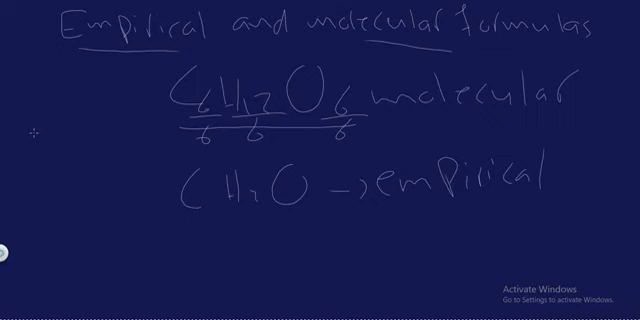 Empirical and molecular formulas
C6H12O6 molecular
6 6 6
CH2O → empirical
Activate Windows
Go to Settings to activate Windows.